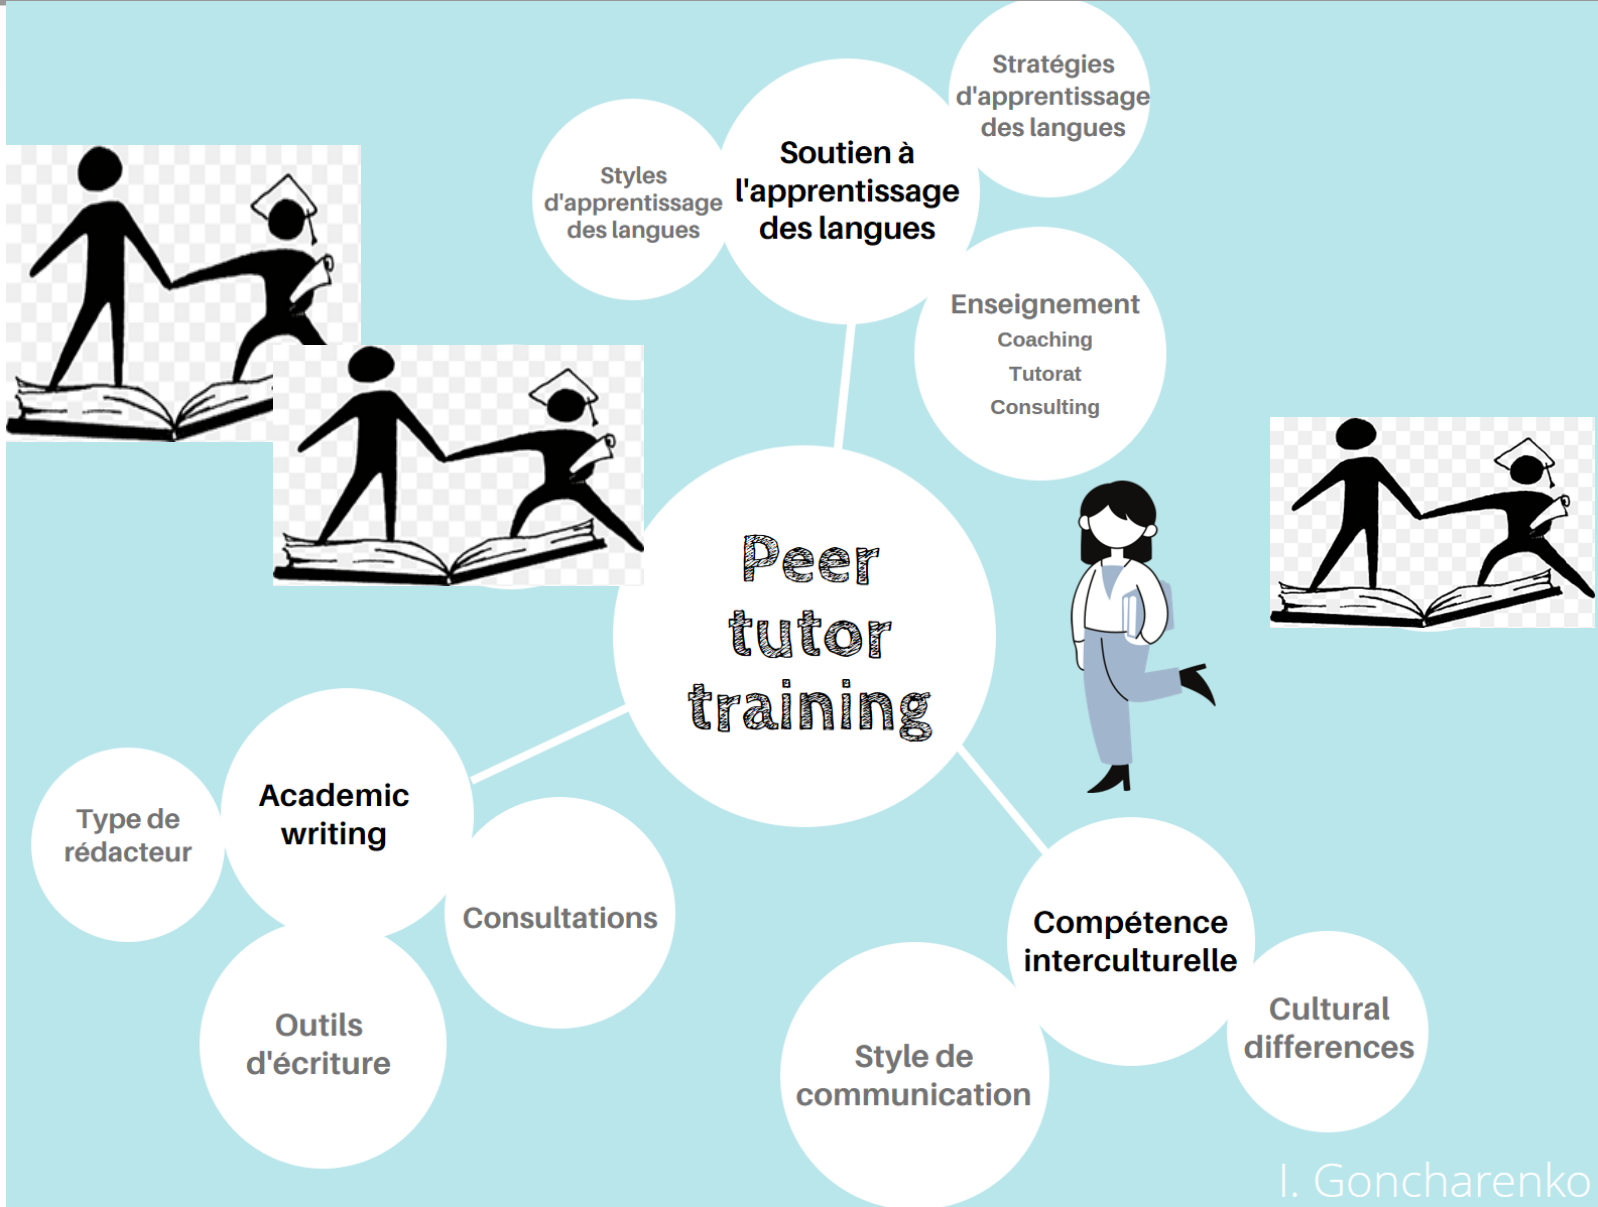 Stratégies
d'apprentissage
des langues
Soutien à
l'apprentissage
des langues
Styles
d'apprentissage
des langues
Enseignement
Coaching
Tutorat
Consulting
Peer
tutor
training
Academic
writing
Type de
rédacteur
Consultations
Outils
d'écriture
Compétence
interculturelle
Style de
communication
Cultural
differences
I. Goncharenko